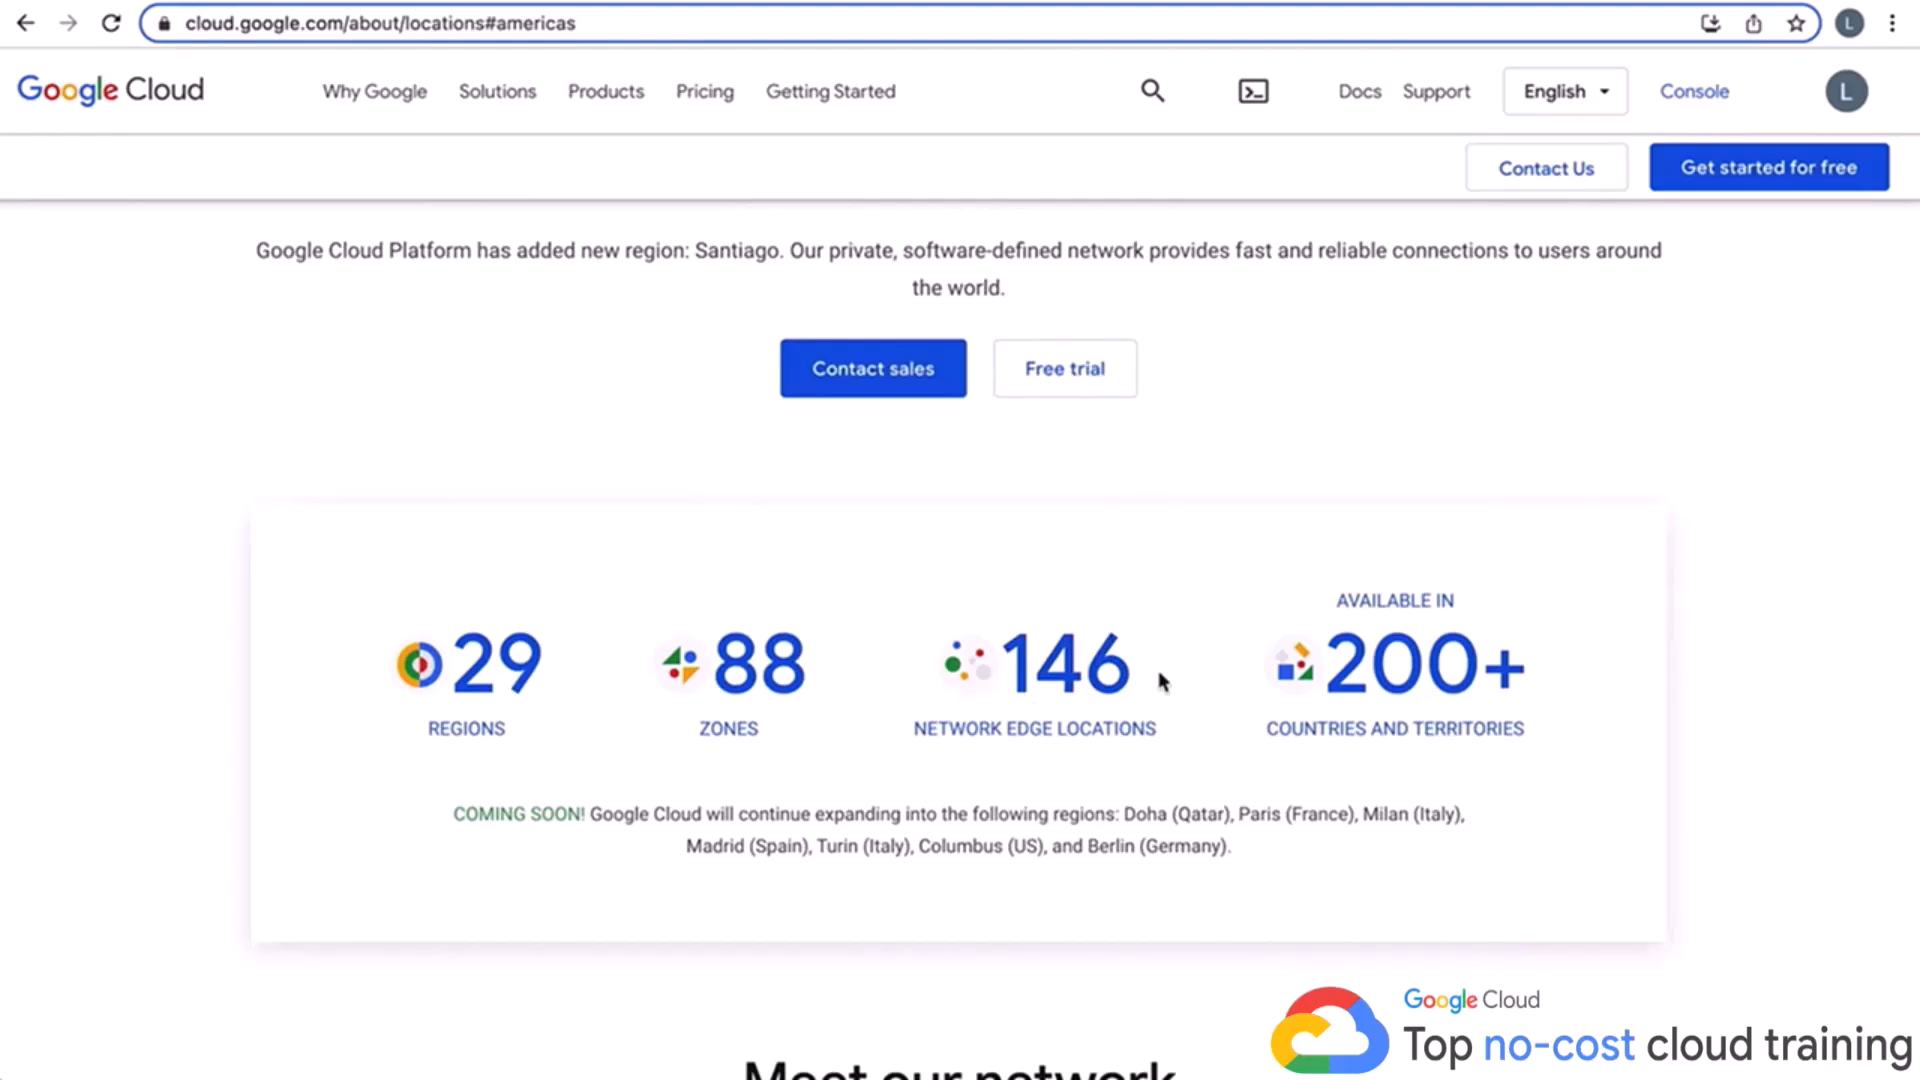 cloud.google.com/about/locations#americas
L
Google Cloud
Why Google
Solutions
Products
Pricing
Getting Started
Docs
Support
English
Console
L
Contact Us
Get started for free
Google Cloud Platform has added new region: Santiago. Our private, software-defined network provides fast and reliable connections to users around
the world.
Contact sales
Free trial
29
REGIONS
88
ZONES
146
NETWORK EDGE LOCATIONS
AVAILABLE IN
200+
COUNTRIES AND TERRITORIES
COMING SOON! Google Cloud will continue expanding into the following regions: Doha (Qatar), Paris (France), Milan (Italy),
Madrid (Spain), Turin (Italy), Columbus (US), and Berlin (Germany).
Meet our network
Google Cloud
Top no-cost cloud training